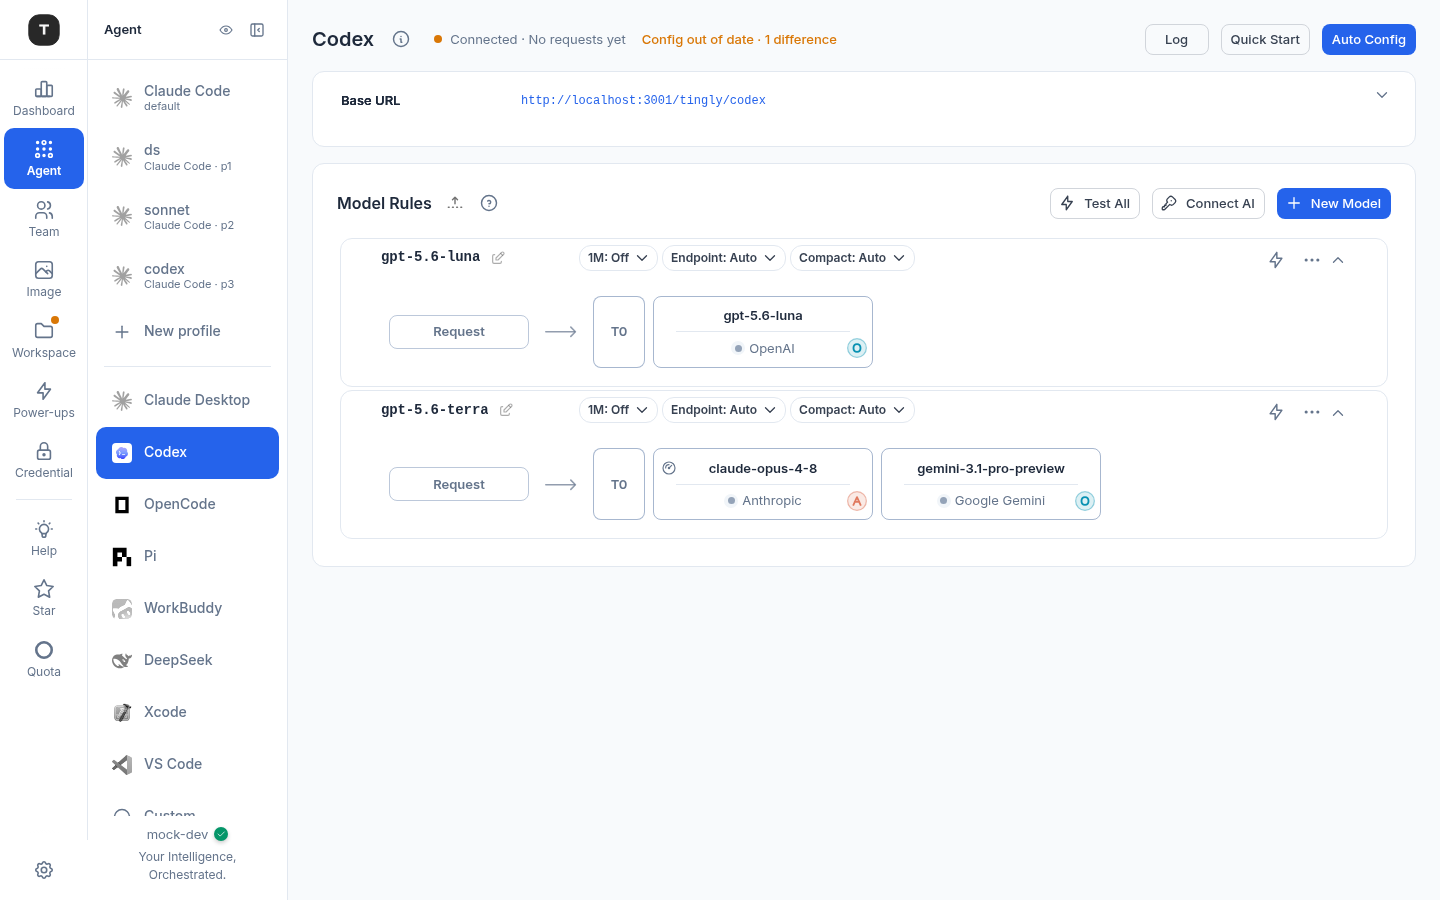 T
Agent
Dashboard
Agent
Team
Image
Workspace
Power-ups
Credential
Help
Star
Quota
Claude Code
default
ds
Claude Code · p1
sonnet
Claude Code · p2
codex
Claude Code · p3
New profile
Claude Desktop
Codex
OpenCode
Pi
WorkBuddy
DeepSeek
Xcode
VS Code
Custom
mock-dev
Your Intelligence,
Orchestrated.
Codex
Connected · No requests yet
Config out of date · 1 difference
Log
Quick Start
Auto Config
Base URL
http://localhost:3001/tingly/codex
Model Rules
Test All
Connect AI
New Model
gpt-5.6-luna
1M: Off
Endpoint: Auto
Compact: Auto
Request
T0
gpt-5.6-luna
OpenAI
O
gpt-5.6-terra
1M: Off
Endpoint: Auto
Compact: Auto
Request
T0
claude-opus-4-8
Anthropic
A
gemini-3.1-pro-preview
Google Gemini
O